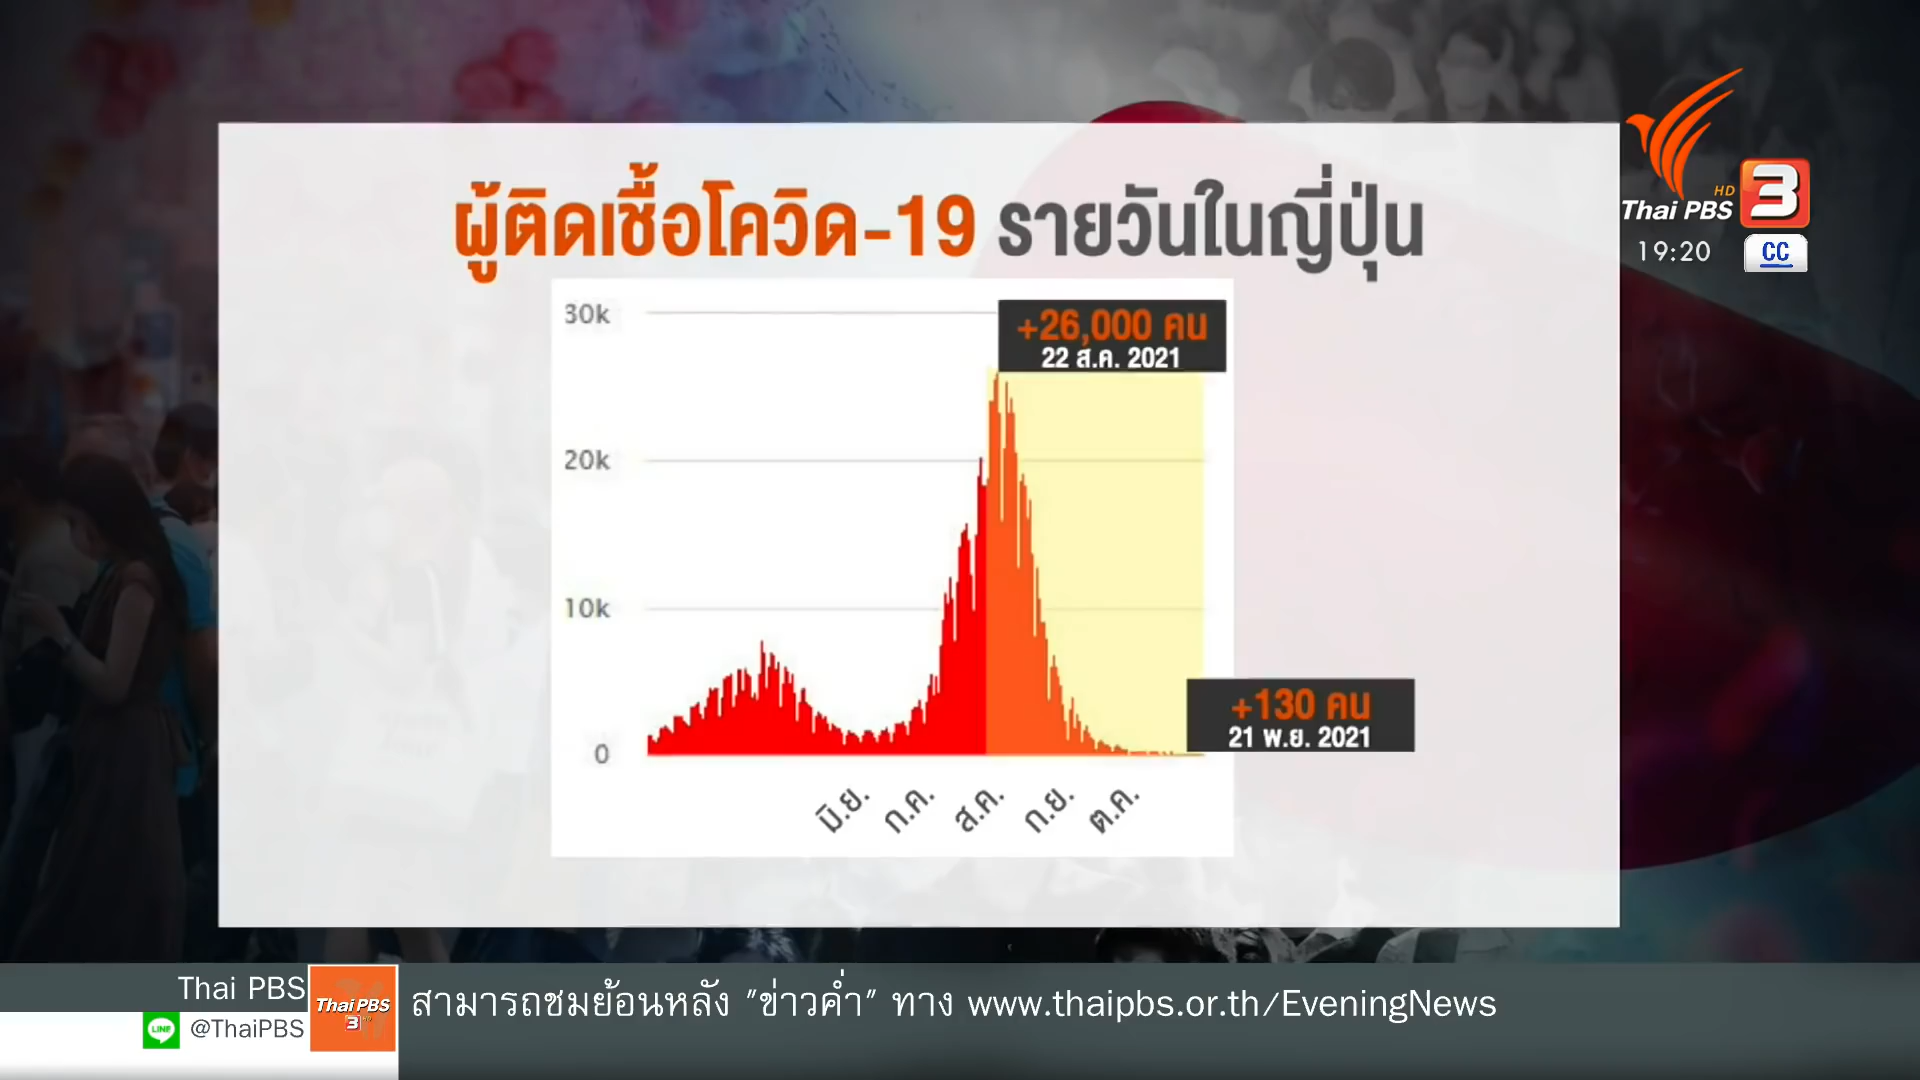 ผู้ติดเชื้อโควิด-19 รายวันในญี่ปุ่น
HD
Thai PBS 3
19:20
CC
30k
+26,000 คน
22 ส.ค. 2021
20k
10k
+130 คน
21 พ.ย. 2021
0
มิ.ย. ก.ค. ส.ค. ก.ย. ต.ค.
Thai PBS
LINE @ThaiPBS
Thai PBS
3 HD
สามารถชมย้อนหลัง "ข่าวค่ำ" ทาง www.thaipbs.or.th/EveningNews